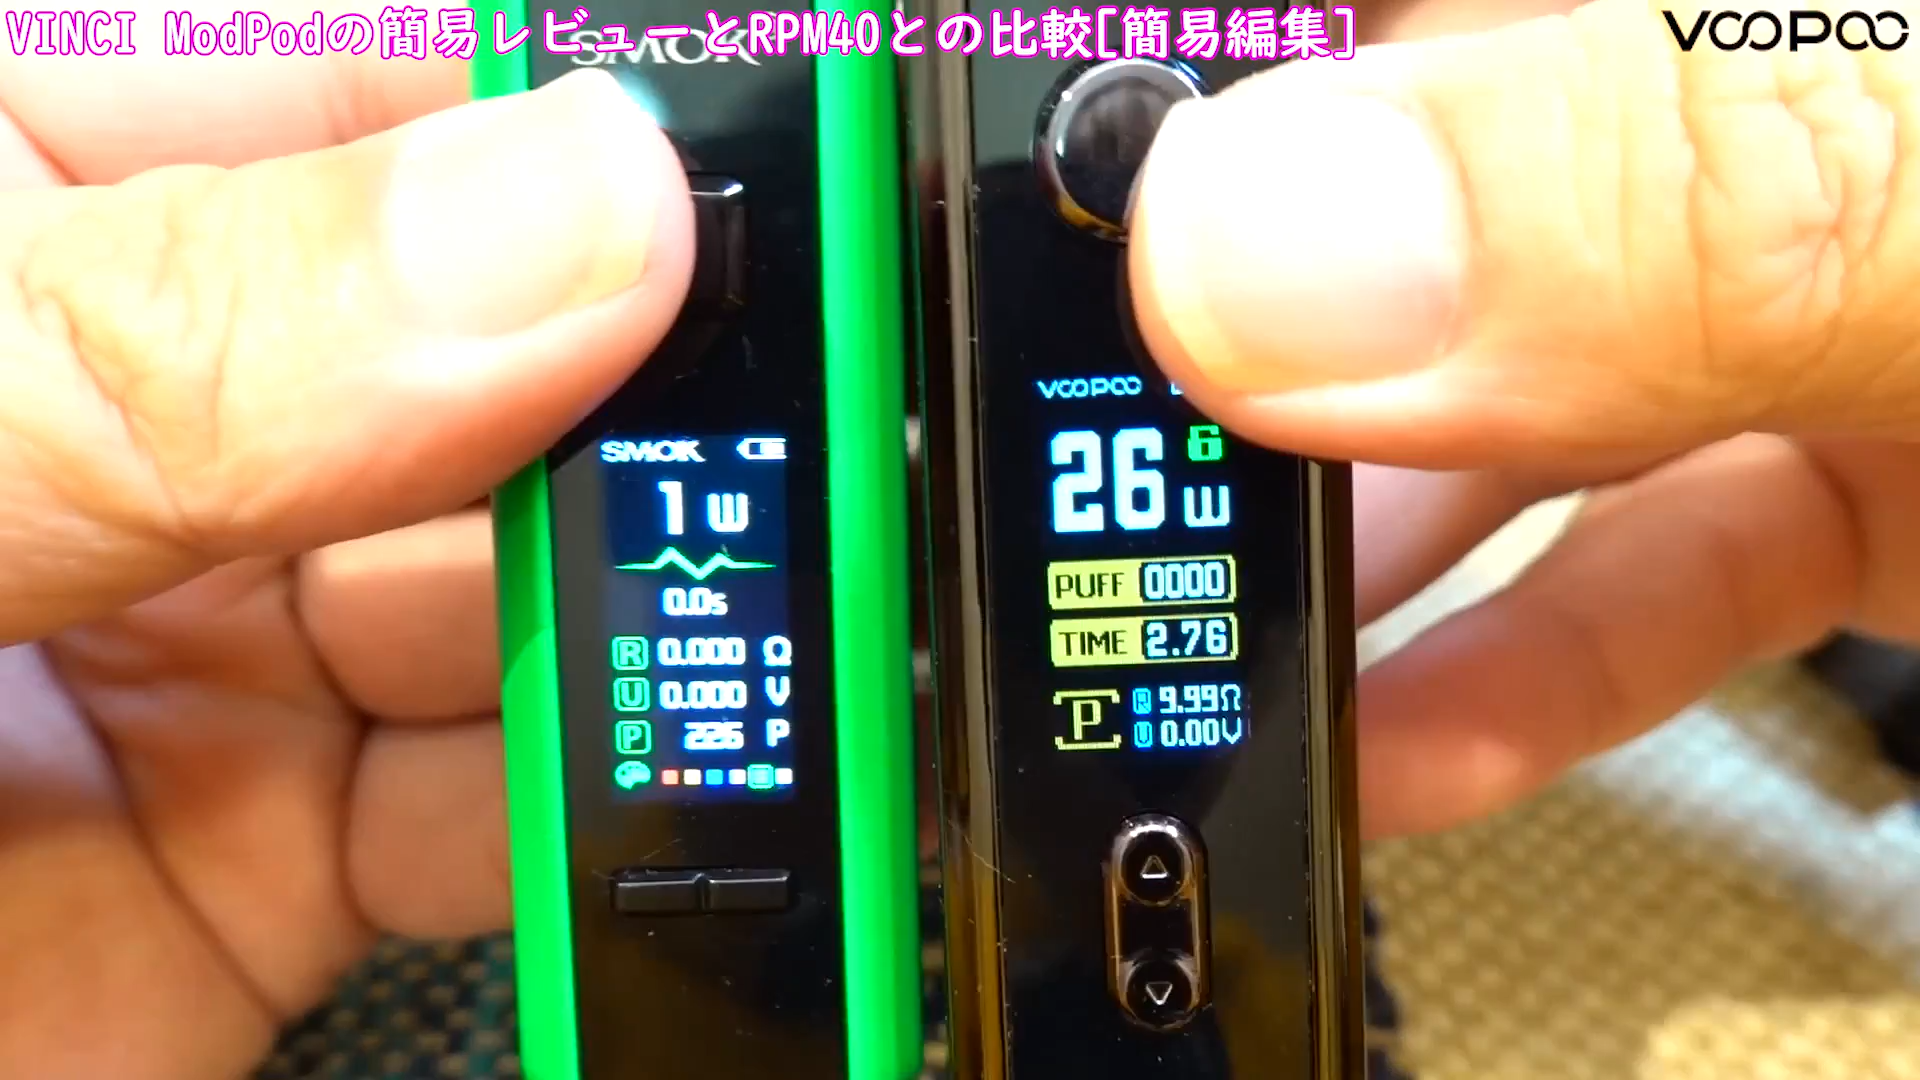 VINCI ModPodの簡易レビューとRPM40との比較[簡易編集]
VOOPOO
SMOK
SMOK
1 W
0.0s
R 0.000 Ω
U 0.000 V
P 226 P
VOOPOO
26 W
6
PUFF 0000
TIME 2.76
P
R 9.99Ω
U 0.00V